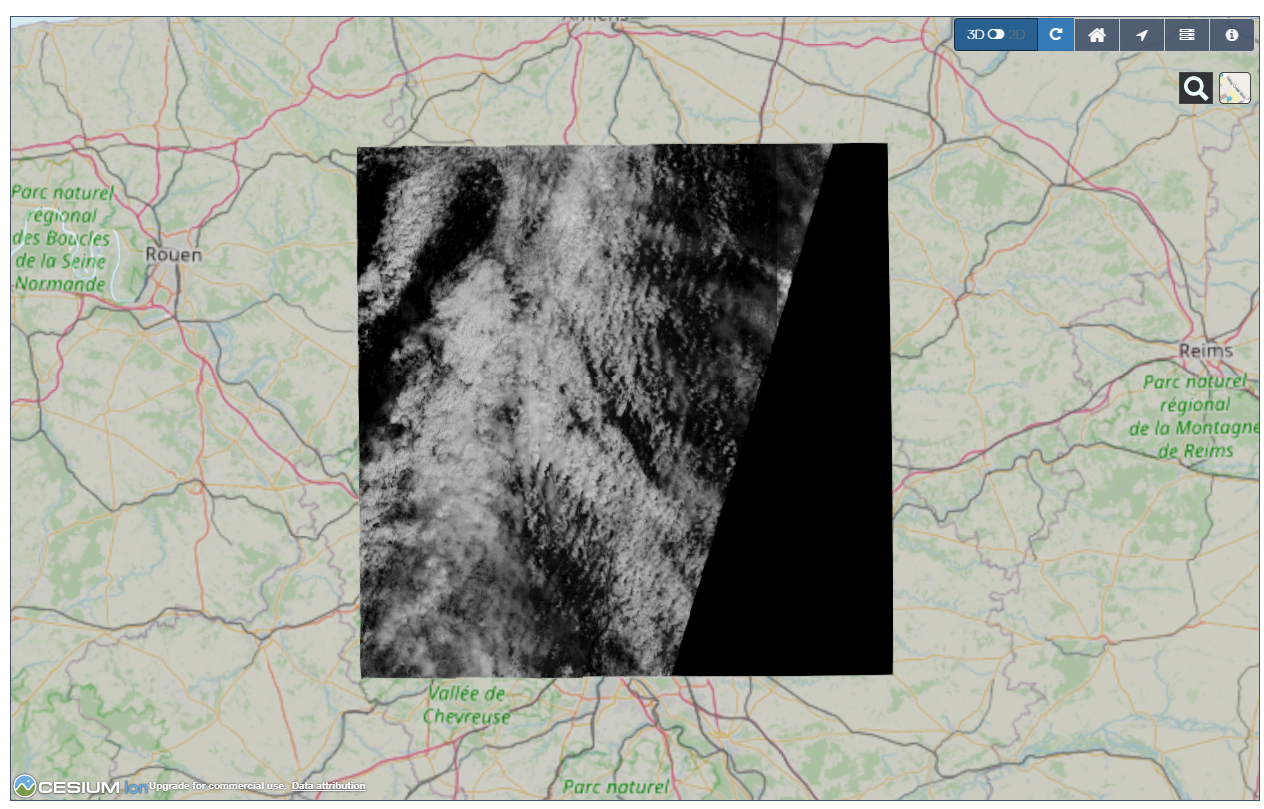 Amiens
3D 2D
Parc naturel
régional
des Boucles
de la Seine
Normande
Rouen
Reims
Parc naturel
régional
de la Montagne
de Reims
Vallée de
Chevreuse
Parc naturel
CESIUM ion Upgrade for commercial use. Data attribution